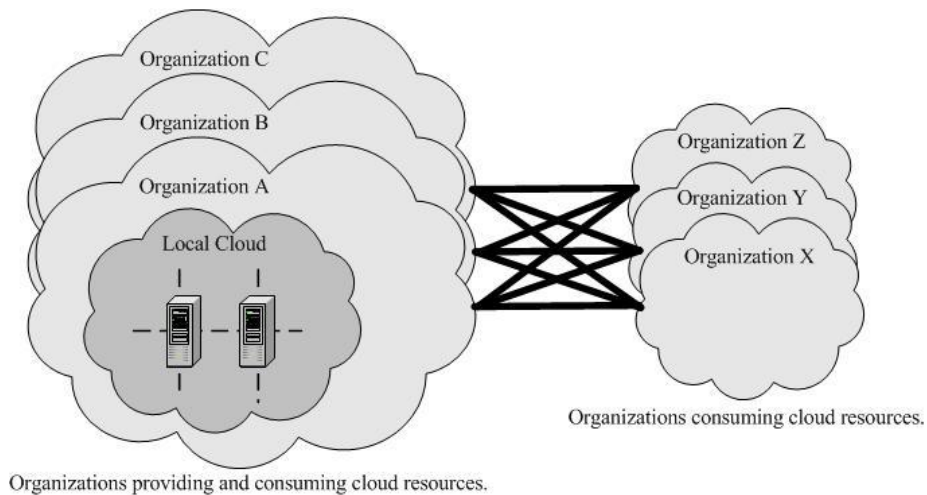 Organization C
Organization B
Organization A
Local Cloud
Organization Z
Organization Y
Organization X
Organizations consuming cloud resources.
Organizations providing and consuming cloud resources.